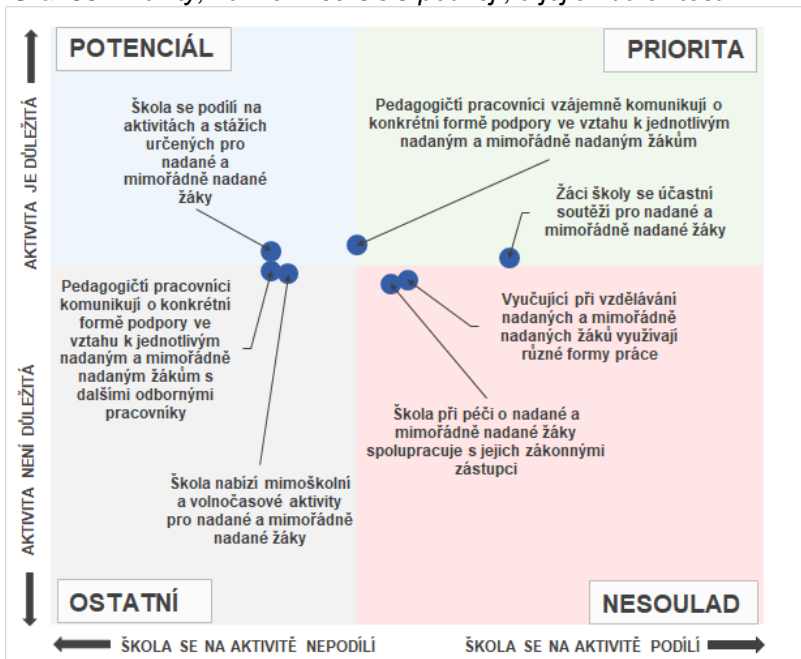 POTENCIÁL
PRIORITA
Škola se podílí na
aktivitách a stážích
určených pro
nadané a
mimořádně nadané
žáky
Pedagogičtí pracovníci vzájemně komunikují o
konkrétní formě podpory ve vztahu k jednotlivým
nadaným a mimořádně nadaným žákům
Žáci školy se účastní
soutěží pro nadané a
mimořádně nadané žáky
Pedagogičtí pracovníci
komunikují o konkrétní
formě podpory ve
vztahu k jednotlivým
nadaným a mimořádně
nadaným žákům s
dalšími odbornými
pracovníky
Vyučující při vzdělávání
nadaných a mimořádně
nadaných žáků využívají
různé formy práce
Škola při péči o nadané a
mimořádně nadané žáky
spolupracuje s jejich zákonnými
zástupci
Škola nabízí mimoškolní
a volnočasové aktivity
pro nadané a mimořádně
nadané žáky
OSTATNÍ
NESOULAD
AKTIVITA JE DŮLEŽITÁ
AKTIVITA NENÍ DŮLEŽITÁ
ŠKOLA SE NA AKTIVITĚ NEPODÍLÍ
ŠKOLA SE NA AKTIVITĚ PODÍLÍ